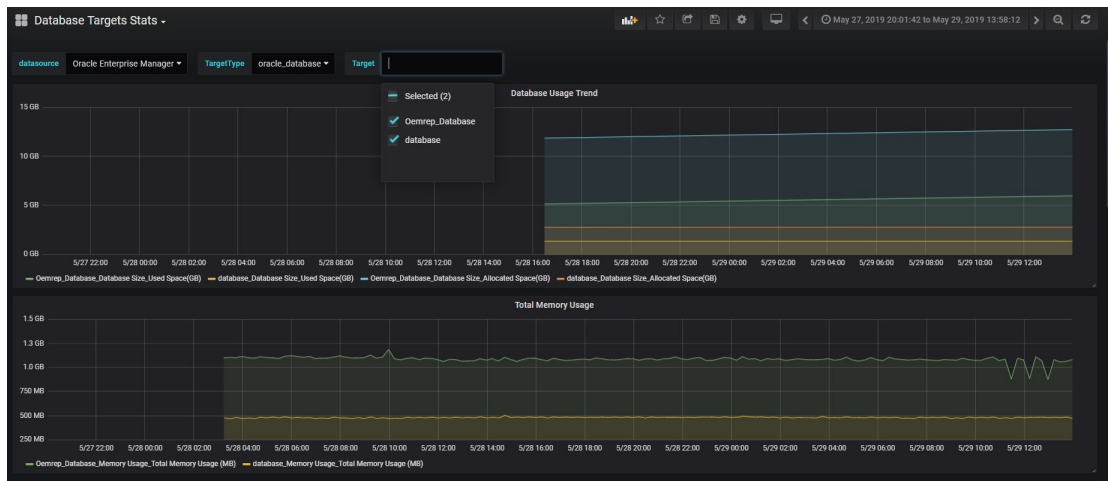 Database Targets Stats
May 27, 2019 20:01:42 to May 29, 2019 13:58:12
datasource Oracle Enterprise Manager TargetType oracle_database Target
Selected (2)
Oemrep_Database
database
Database Usage Trend
15 GB
10 GB
5 GB
0 GB
5/27 22:00 5/28 00:00 5/28 02:00 5/28 04:00 5/28 06:00 5/28 08:00 5/28 10:00 5/28 12:00 5/28 14:00 5/28 16:00 5/28 18:00 5/28 20:00 5/28 22:00 5/29 00:00 5/29 02:00 5/29 04:00 5/29 06:00 5/29 08:00 5/29 10:00 5/29 12:00
Oemrep_Database_Database Size_Used Space(GB) database_Database Size_Used Space(GB) Oemrep_Database_Database Size_Allocated Space(GB) database_Database Size_Allocated Space(GB)
Total Memory Usage
1.5 GB
1.3 GB
1.0 GB
750 MB
500 MB
250 MB
5/27 22:00 5/28 00:00 5/28 02:00 5/28 04:00 5/28 06:00 5/28 08:00 5/28 10:00 5/28 12:00 5/28 14:00 5/28 16:00 5/28 18:00 5/28 20:00 5/28 22:00 5/29 00:00 5/29 02:00 5/29 04:00 5/29 06:00 5/29 08:00 5/29 10:00 5/29 12:00
Oemrep_Database_Memory Usage_Total Memory Usage (MB) database_Memory Usage_Total Memory Usage (MB)